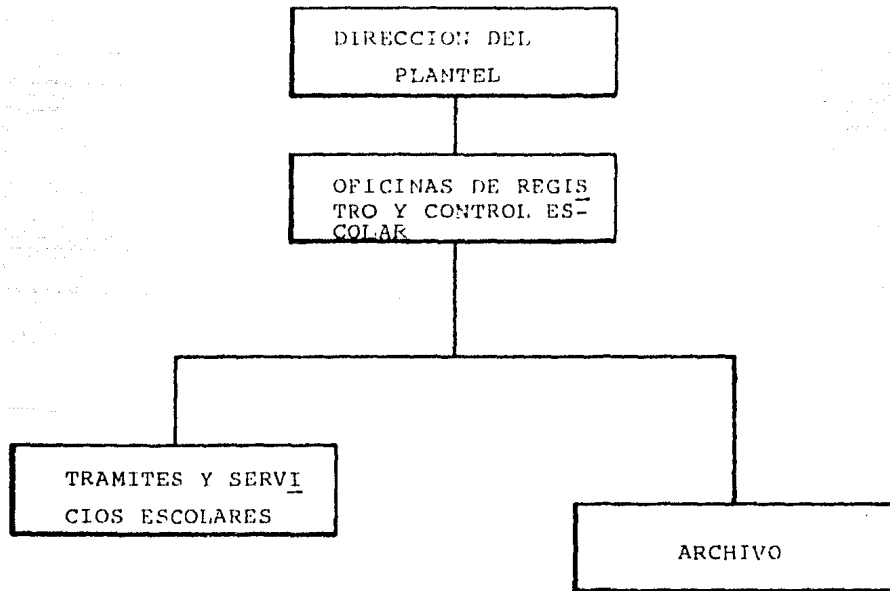 DIRECCION DEL
PLANTEL
OFICINAS DE REGIS
TRO Y CONTROL ES-
COLAR
TRAMITES Y SERVI
CIOS ESCOLARES
ARCHIVO